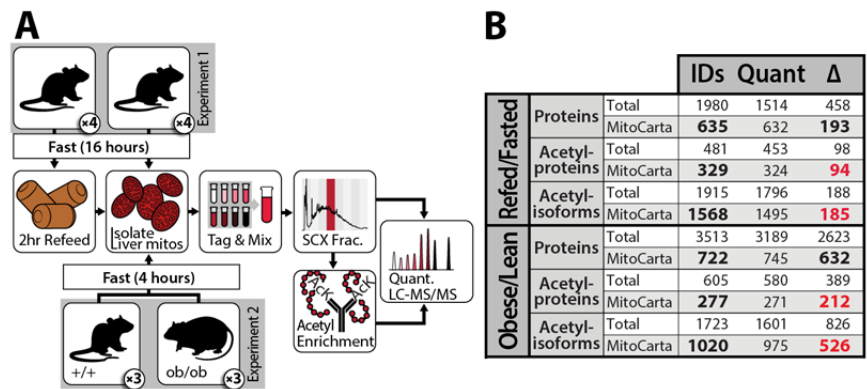 A
Experiment 1
×4
×4
Fast (16 hours)
2hr Refeed
Isolate
Liver mitos
Tag & Mix
SCX Frac.
Quant.
LC-MS/MS
ACK
ACK
Acetyl
Enrichment
Fast (4 hours)
+/+
×3
ob/ob
×3
Experiment 2
B
IDs Quant Δ
Refed/Fasted
Proteins
Total 1980 1514 458
MitoCarta 635 632 193
Acetyl-
proteins
Total 481 453 98
MitoCarta 329 324 94
Acetyl-
isoforms
Total 1915 1796 188
MitoCarta 1568 1495 185
Obese/Lean
Proteins
Total 3513 3189 2623
MitoCarta 722 745 632
Acetyl-
proteins
Total 605 580 389
MitoCarta 277 271 212
Acetyl-
isoforms
Total 1723 1601 826
MitoCarta 1020 975 526